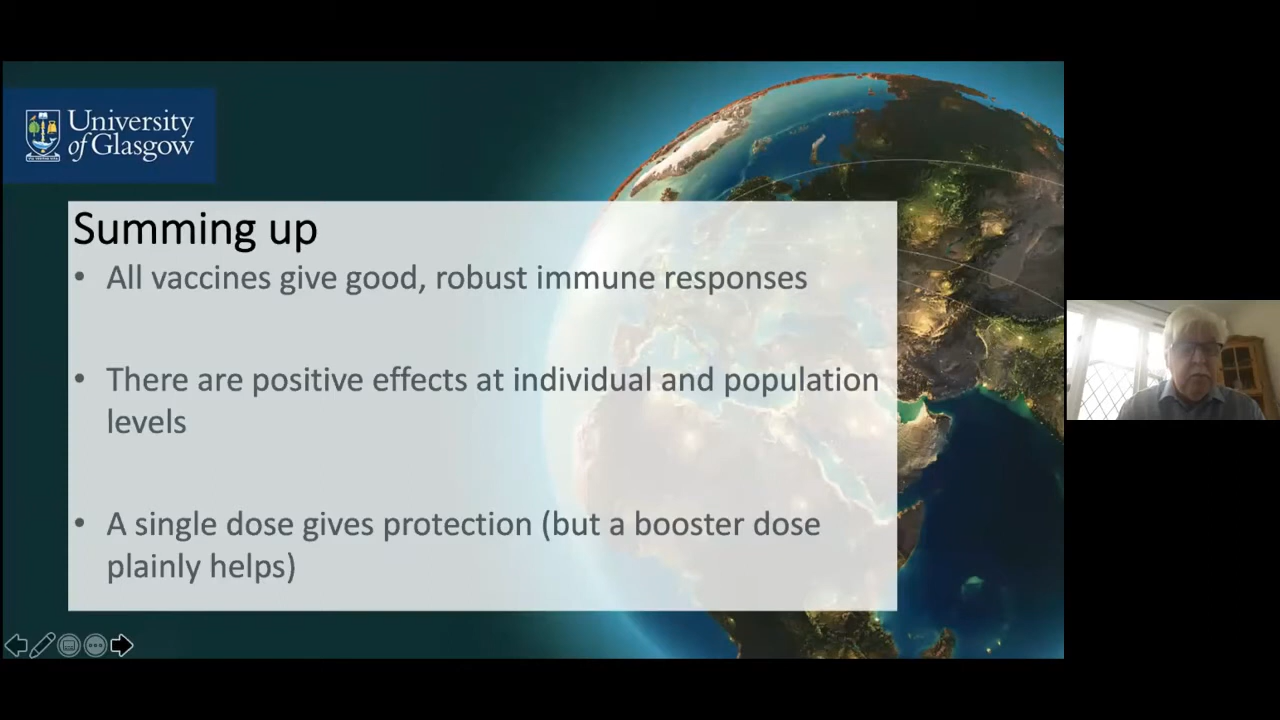 University
of Glasgow
Summing up
• All vaccines give good, robust immune responses
• There are positive effects at individual and population
levels
• A single dose gives protection (but a booster dose
plainly helps)